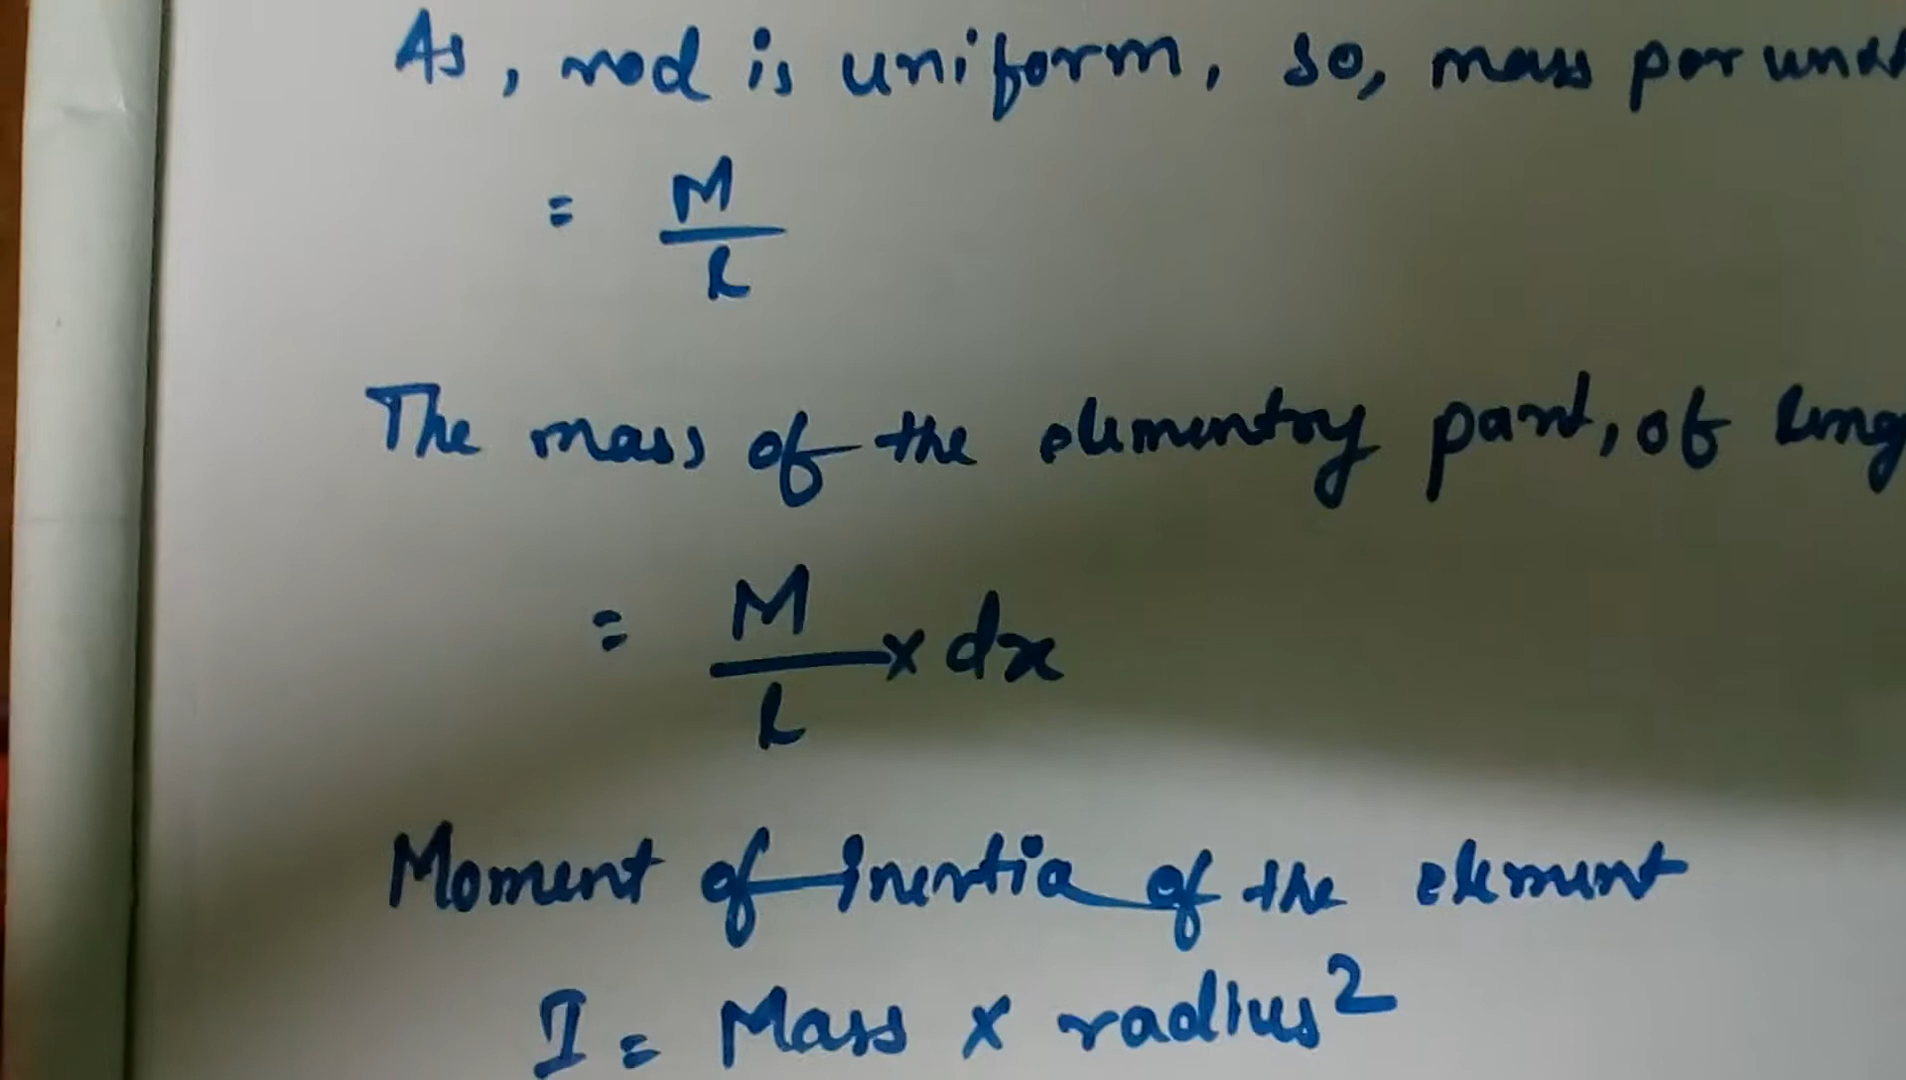 As, rod is uniform, so, mass per
= M
L
The mass of the elementry part, of
= M × dx
L
Moment of inertia of the element
I = Mass × radius²